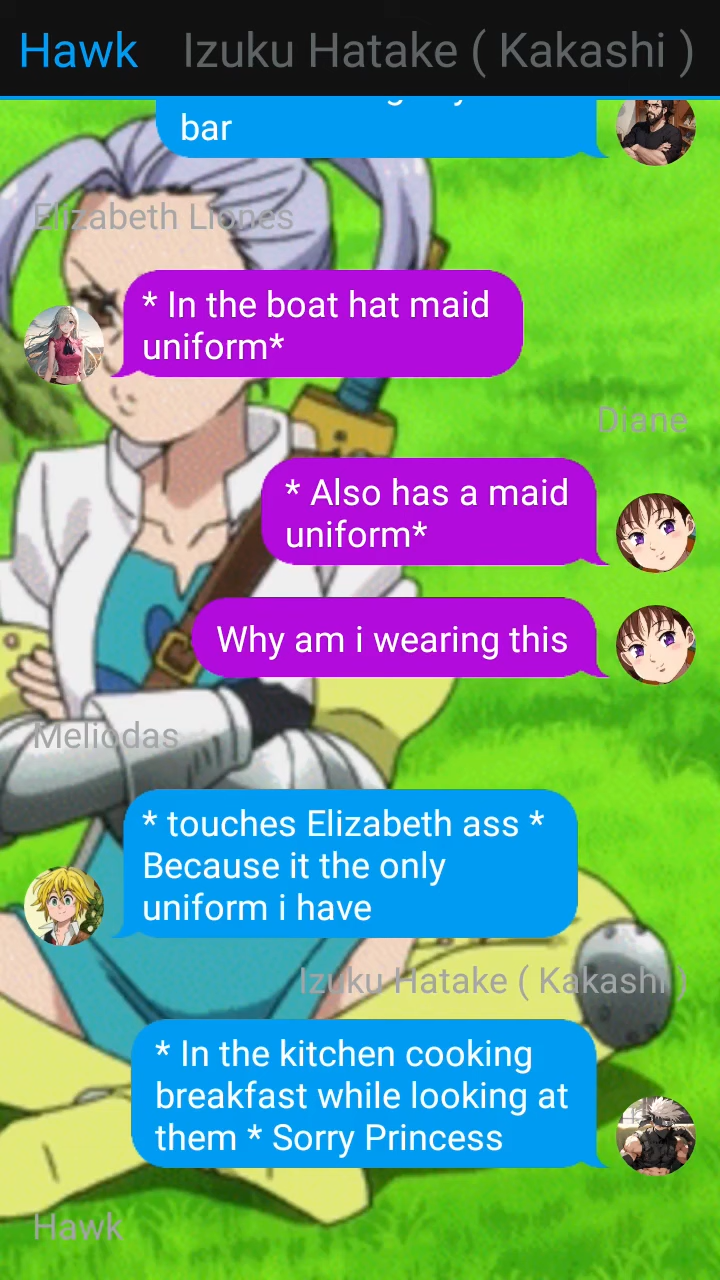 Hawk Izuku Hatake ( Kakashi )
bar
Elizabeth Liones
* In the boat hat maid
uniform*
Diane
* Also has a maid
uniform*
Why am i wearing this
Meliodas
* touches Elizabeth ass *
Because it the only
uniform i have
Izuku Hatake ( Kakashi )
* In the kitchen cooking
breakfast while looking at
them * Sorry Princess
Hawk